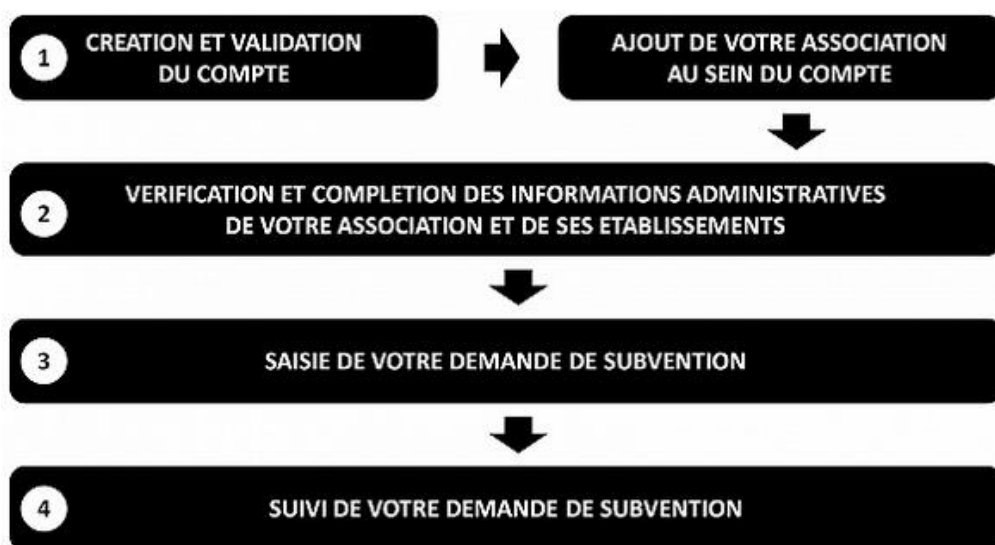 1
CREATION ET VALIDATION
DU COMPTE
AJOUT DE VOTRE ASSOCIATION
AU SEIN DU COMPTE
2
VERIFICATION ET COMPLETION DES INFORMATIONS ADMINISTRATIVES
DE VOTRE ASSOCIATION ET DE SES ETABLISSEMENTS
3
SAISIE DE VOTRE DEMANDE DE SUBVENTION
4
SUIVI DE VOTRE DEMANDE DE SUBVENTION